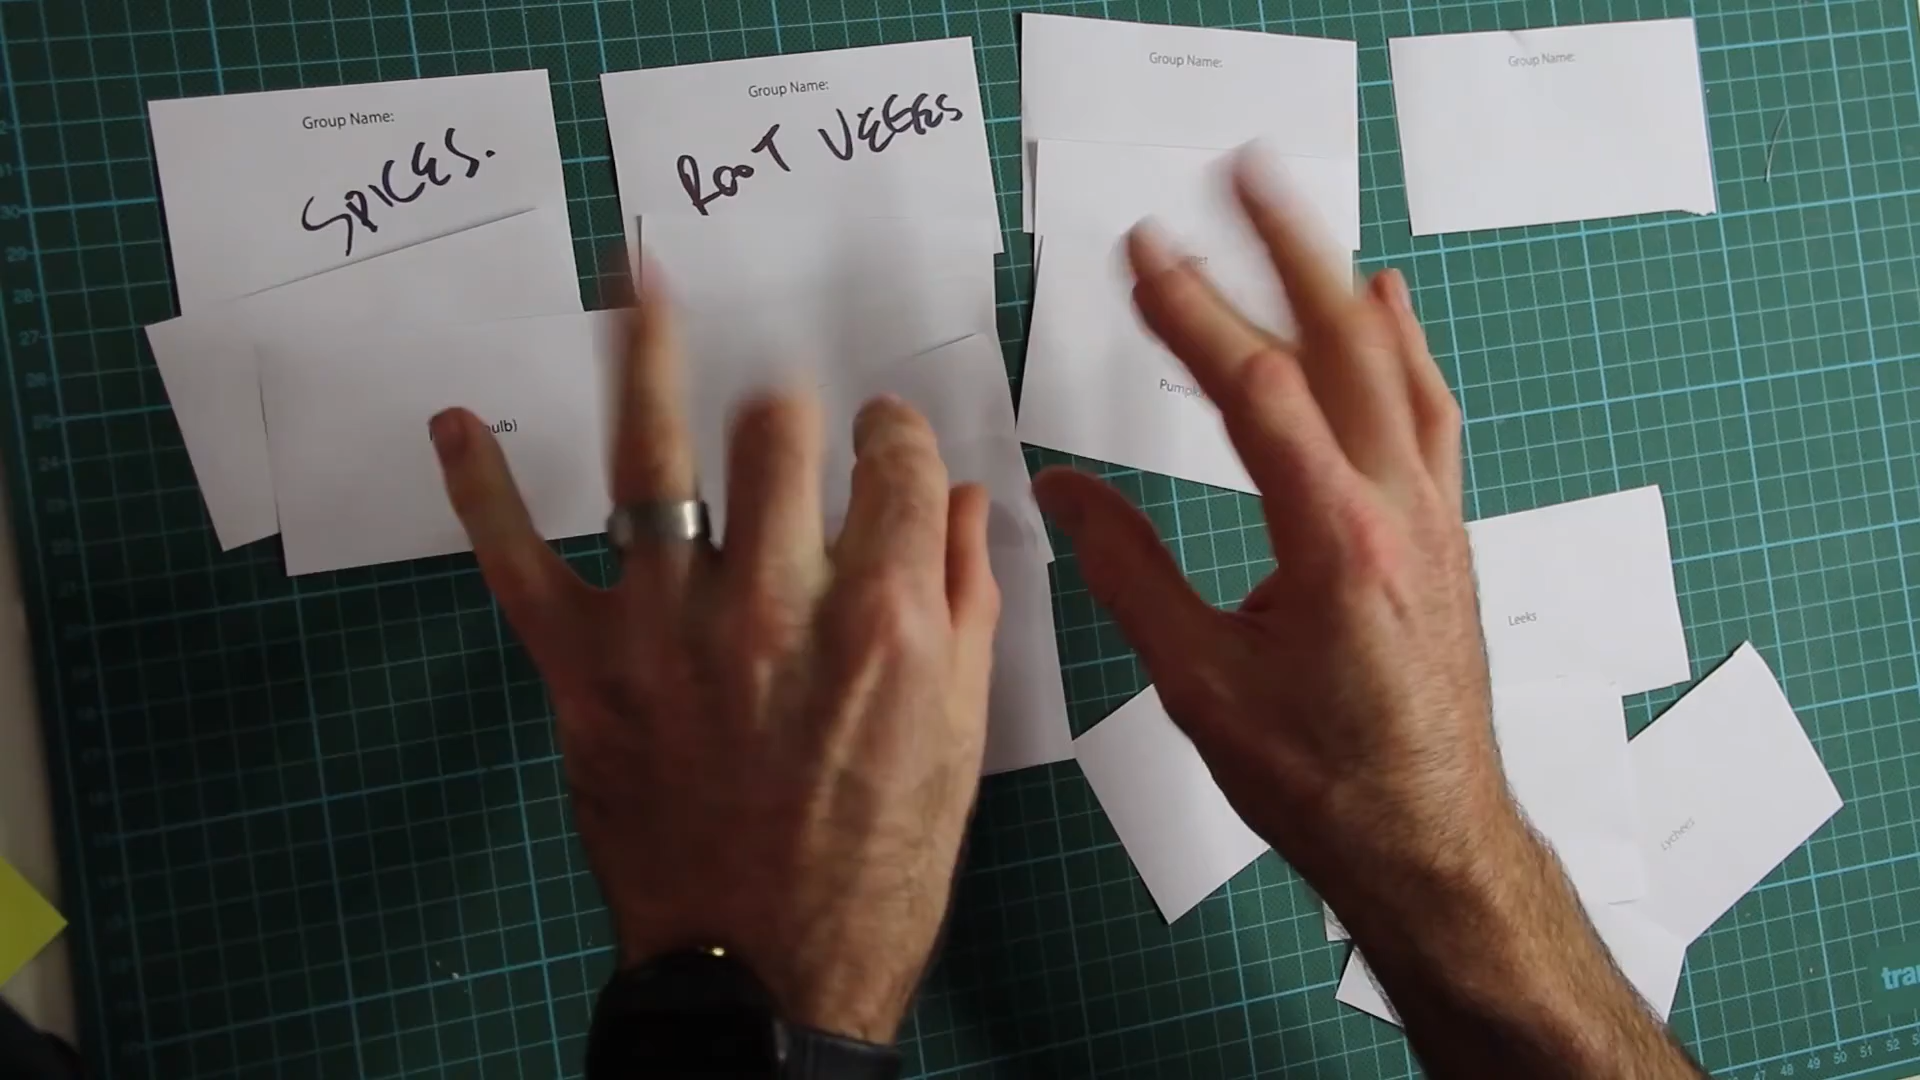 Group Name:
SPICES.
Group Name:
ROOT VEGES
Group Name:
Group Name:
Leeks
Lychees